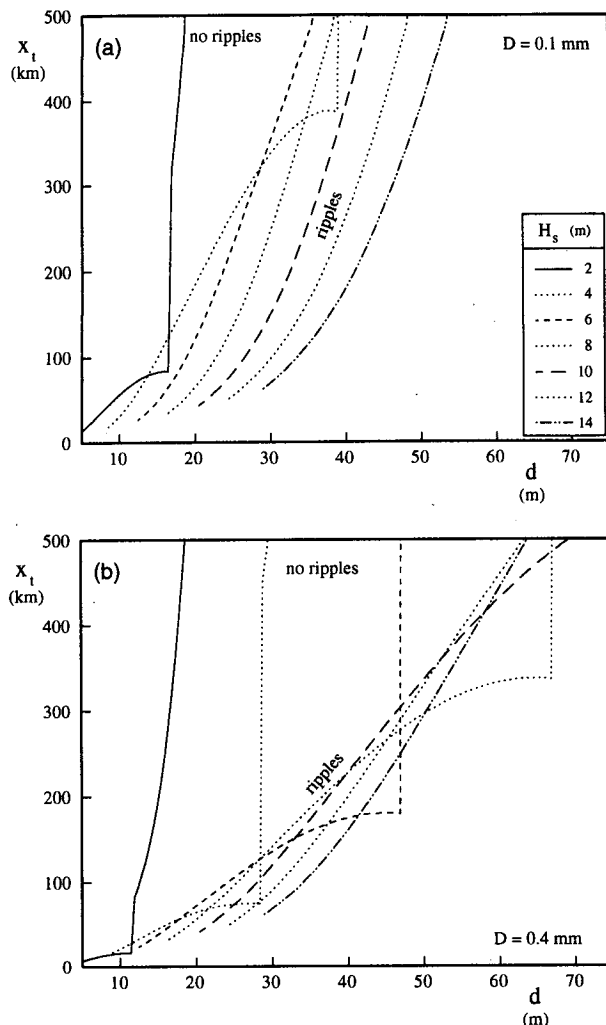 (a)
no ripples
D = 0.1 mm
x_t
(km)
500
400
300
200
100
0
ripples
H_s (m)
2
4
6
8
10
12
14
10 20 30 40 50 60 70
d
(m)
(b)
no ripples
x_t
(km)
500
400
300
200
100
0
ripples
D = 0.4 mm
10 20 30 40 50 60 70
d
(m)